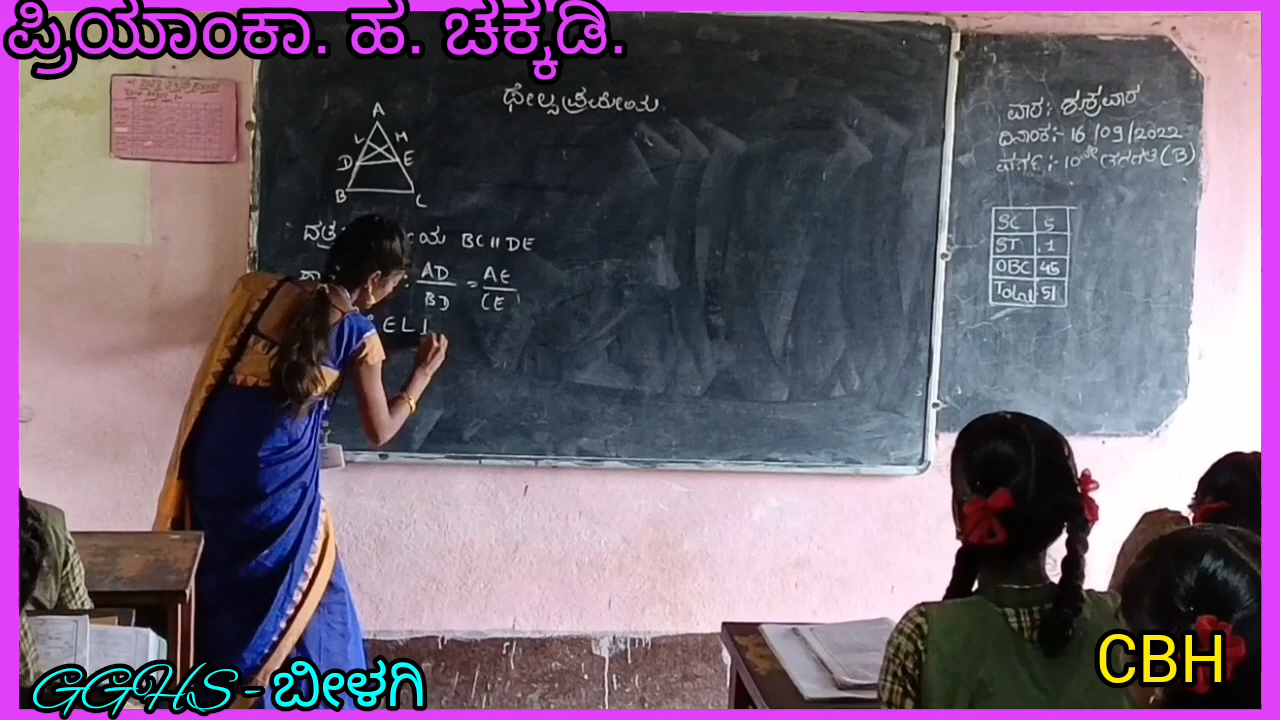 ಪ್ರಿಯಾಂಕಾ. ಹ. ಚಕ್ಕಡಿ.
ಥೇಲ್ಸ ಪ್ರಮೇಯ
A
L M
D E
B C
BC II DE
AD = AE
BD CE
EL
ವಾರ: ಶುಕ್ರವಾರ
ದಿನಾಂಕ:- 16/09/2022
ವರ್ಗ:- 10ನೇ ತರಗತಿ (B)
SC 5
ST 1
OBC 45
Total 51
GGHS - ಬೀಳಗಿ
CBH